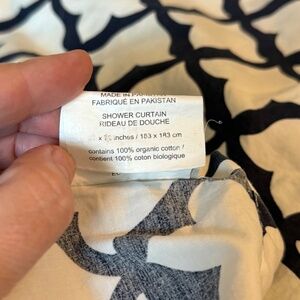 MADE IN PAKISTAN
FABRIQUÉ EN PAKISTAN
SHOWER CURTAIN
RIDEAU DE DOUCHE
x inches / 183 x 183 cm
contains 100% organic cotton /
contient 100% coton biologique